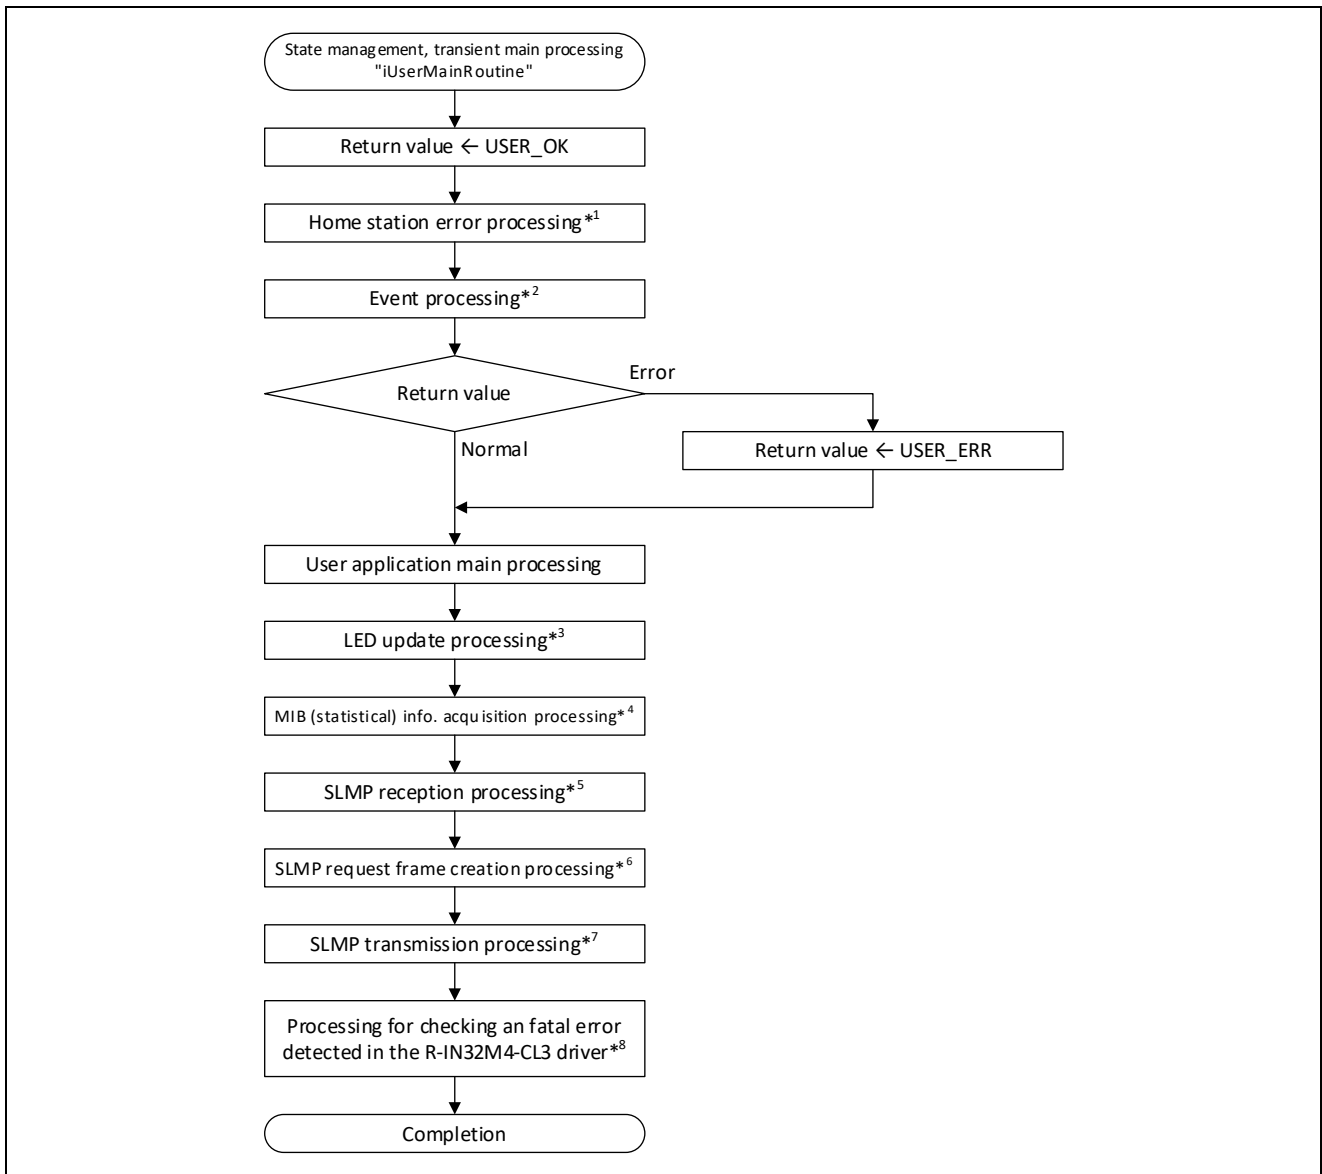 State management, transient main processing
"iUserMainRoutine"
Return value ← USER_OK
Home station error processing*1
Event processing*2
Return value
Error
Normal
Return value ← USER_ERR
User application main processing
LED update processing*3
MIB (statistical) info. acquisition processing*4
SLMP reception processing*5
SLMP request frame creation processing*6
SLMP transmission processing*7
Processing for checking an fatal error
detected in the R-IN32M4-CL3 driver*8
Completion